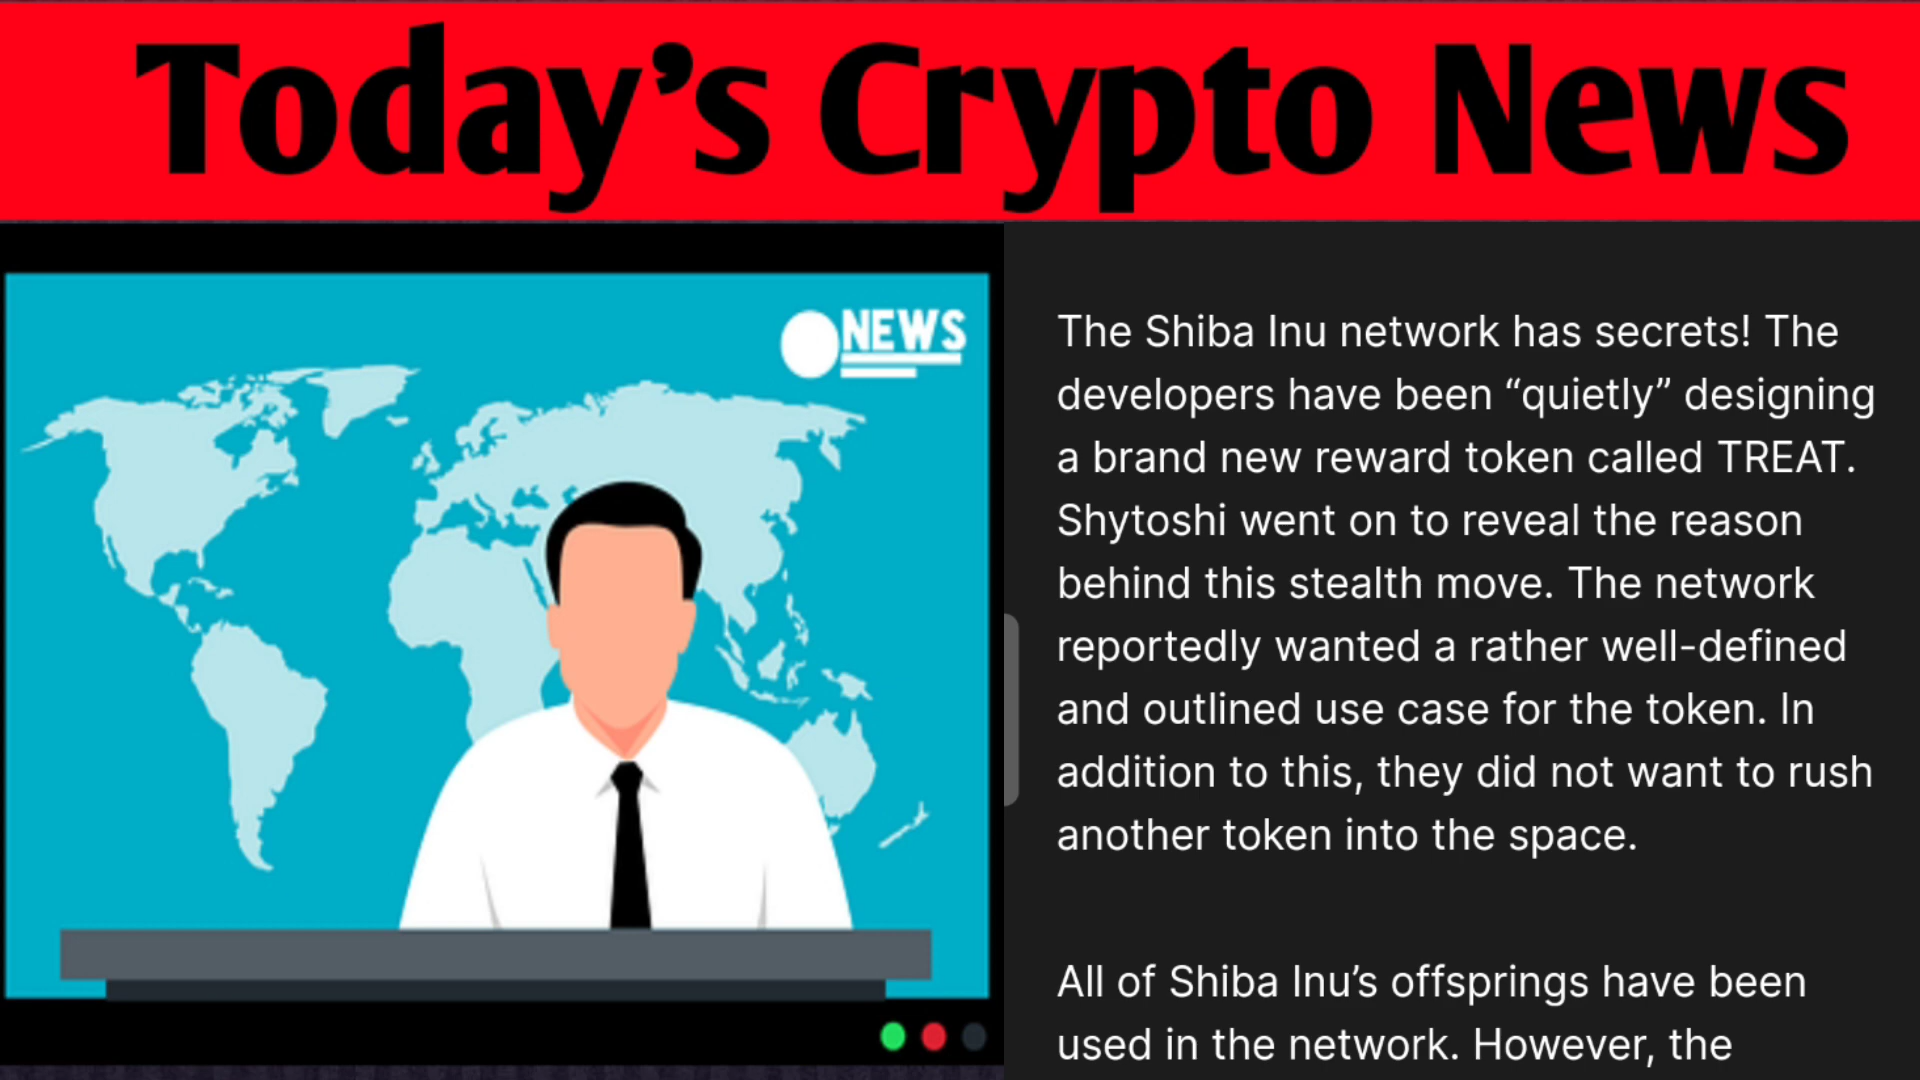 Today’s Crypto News
NEWS
The Shiba Inu network has secrets! The
developers have been “quietly” designing
a brand new reward token called TREAT.
Shytoshi went on to reveal the reason
behind this stealth move. The network
reportedly wanted a rather well-defined
and outlined use case for the token. In
addition to this, they did not want to rush
another token into the space.
All of Shiba Inu’s offsprings have been
used in the network. However, the